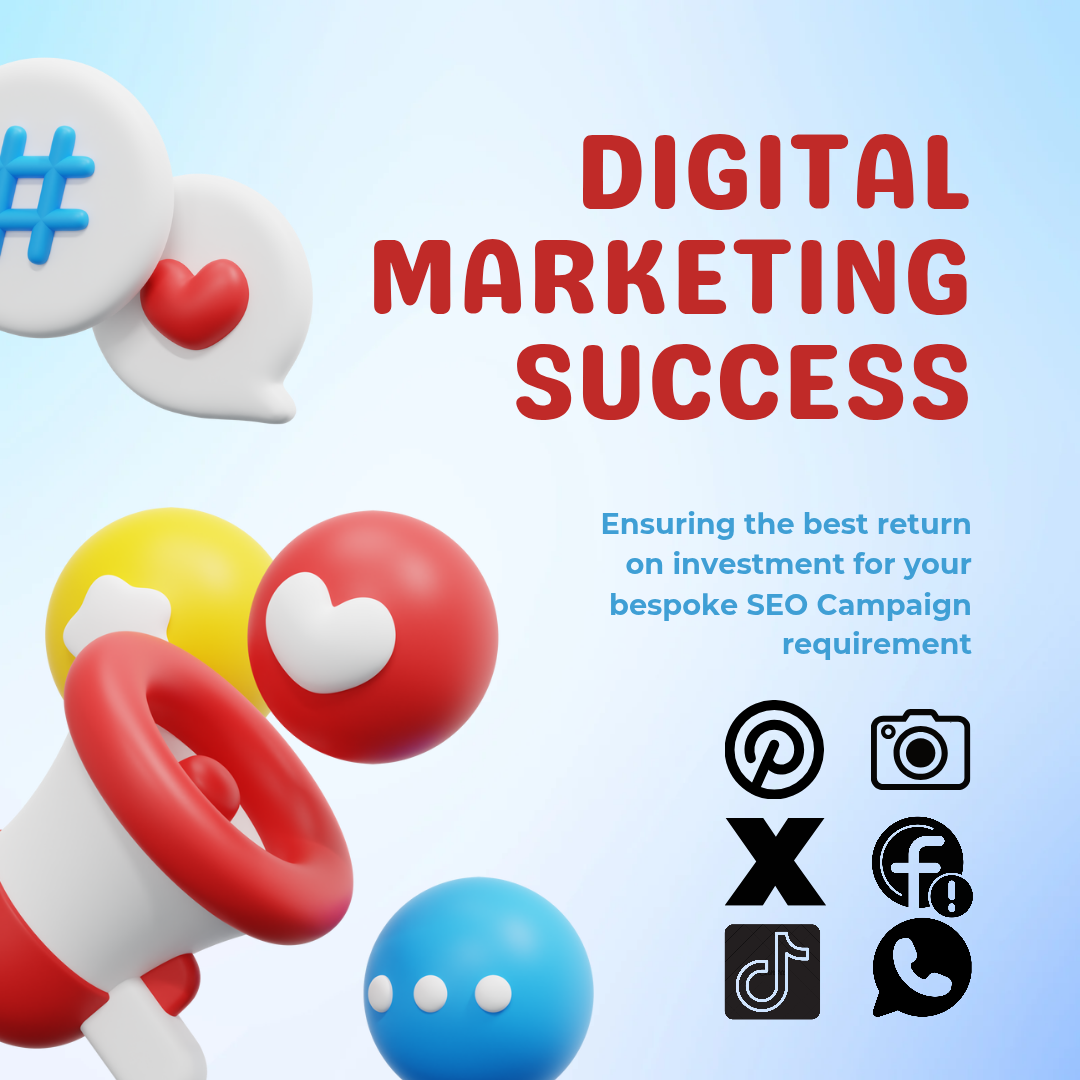 #
DIGITAL
MARKETING
SUCCESS
Ensuring the best return
on investment for your
bespoke SEO Campaign
requirement